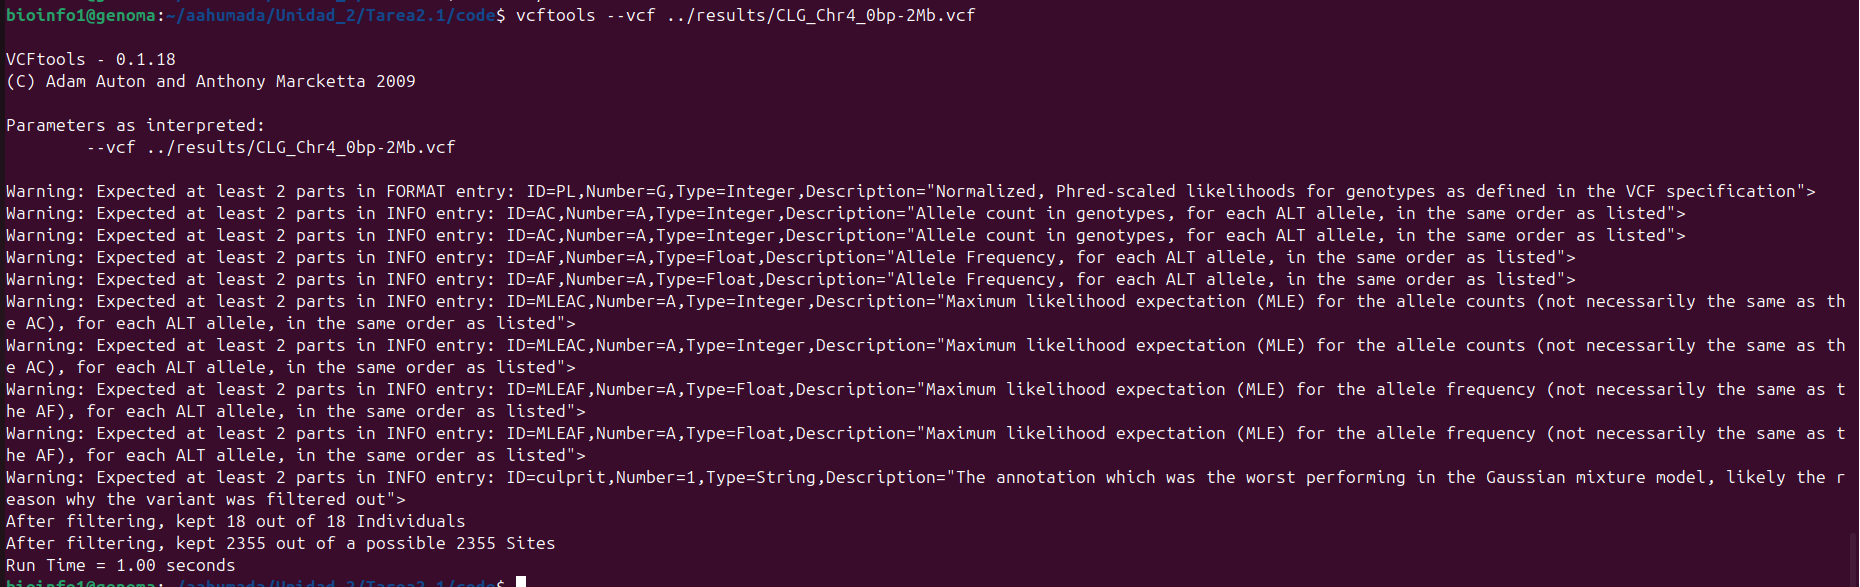 bioinfo1@genoma:~/aahumada/Unidad_2/Tarea2.1/code$ vcftools --vcf ../results/CLG_Chr4_0bp-2Mb.vcf
VCFtools - 0.1.18
(C) Adam Auton and Anthony Marcketta 2009
Parameters as interpreted:
--vcf ../results/CLG_Chr4_0bp-2Mb.vcf
Warning: Expected at least 2 parts in FORMAT entry: ID=PL,Number=G,Type=Integer,Description="Normalized, Phred-scaled likelihoods for genotypes as defined in the VCF specification">
Warning: Expected at least 2 parts in INFO entry: ID=AC,Number=A,Type=Integer,Description="Allele count in genotypes, for each ALT allele, in the same order as listed">
Warning: Expected at least 2 parts in INFO entry: ID=AC,Number=A,Type=Integer,Description="Allele count in genotypes, for each ALT allele, in the same order as listed">
Warning: Expected at least 2 parts in INFO entry: ID=AF,Number=A,Type=Float,Description="Allele Frequency, for each ALT allele, in the same order as listed">
Warning: Expected at least 2 parts in INFO entry: ID=AF,Number=A,Type=Float,Description="Allele Frequency, for each ALT allele, in the same order as listed">
Warning: Expected at least 2 parts in INFO entry: ID=MLEAC,Number=A,Type=Integer,Description="Maximum likelihood expectation (MLE) for the allele counts (not necessarily the same as th
e AC), for each ALT allele, in the same order as listed">
Warning: Expected at least 2 parts in INFO entry: ID=MLEAC,Number=A,Type=Integer,Description="Maximum likelihood expectation (MLE) for the allele counts (not necessarily the same as th
e AC), for each ALT allele, in the same order as listed">
Warning: Expected at least 2 parts in INFO entry: ID=MLEAF,Number=A,Type=Float,Description="Maximum likelihood expectation (MLE) for the allele frequency (not necessarily the same as t
he AF), for each ALT allele, in the same order as listed">
Warning: Expected at least 2 parts in INFO entry: ID=MLEAF,Number=A,Type=Float,Description="Maximum likelihood expectation (MLE) for the allele frequency (not necessarily the same as t
he AF), for each ALT allele, in the same order as listed">
Warning: Expected at least 2 parts in INFO entry: ID=culprit,Number=1,Type=String,Description="The annotation which was the worst performing in the Gaussian mixture model, likely the r
eason why the variant was filtered out">
After filtering, kept 18 out of 18 Individuals
After filtering, kept 2355 out of a possible 2355 Sites
Run Time = 1.00 seconds
bioinfo1@genoma:~/aahumada/Unidad_2/Tarea2.1/code$